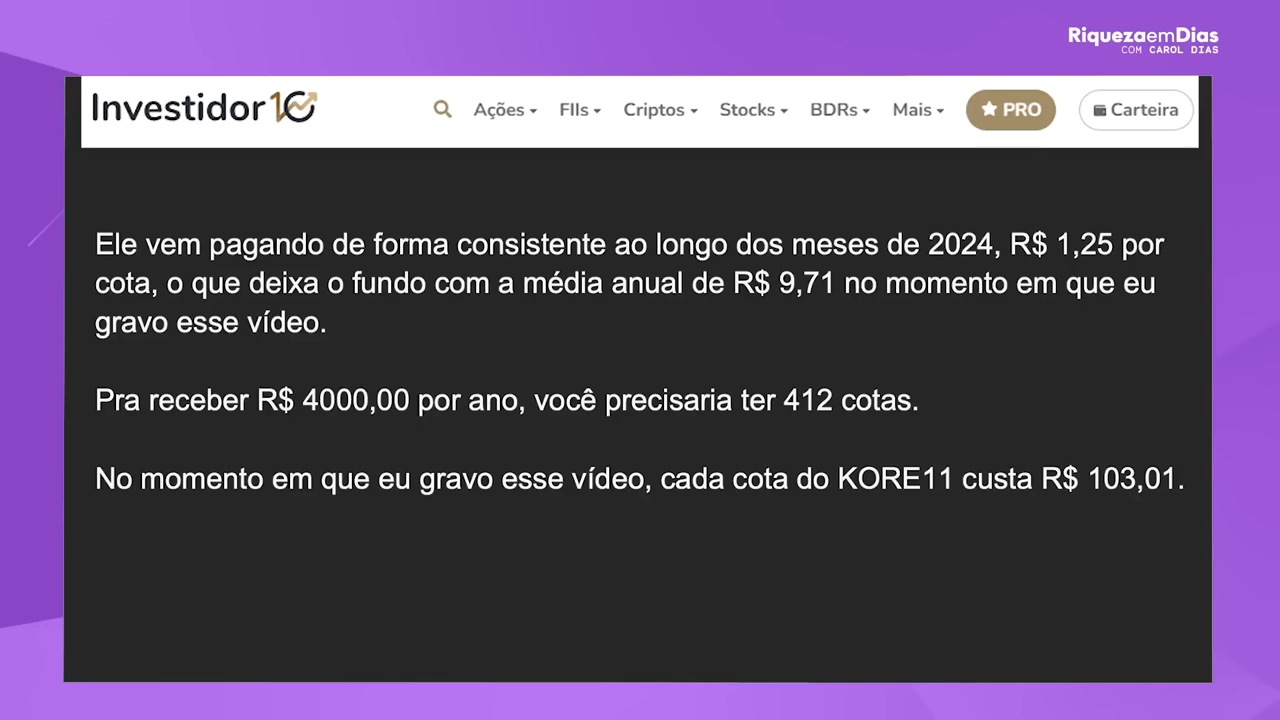 RiquezaemDias
COM CAROL DIAS
Investidor10
Ações
FIIs
Criptos
Stocks
BDRs
Mais
PRO
Carteira
Ele vem pagando de forma consistente ao longo dos meses de 2024, R$ 1,25 por
cota, o que deixa o fundo com a média anual de R$ 9,71 no momento em que eu
gravo esse vídeo.
Pra receber R$ 4000,00 por ano, você precisaria ter 412 cotas.
No momento em que eu gravo esse vídeo, cada cota do KORE11 custa R$ 103,01.